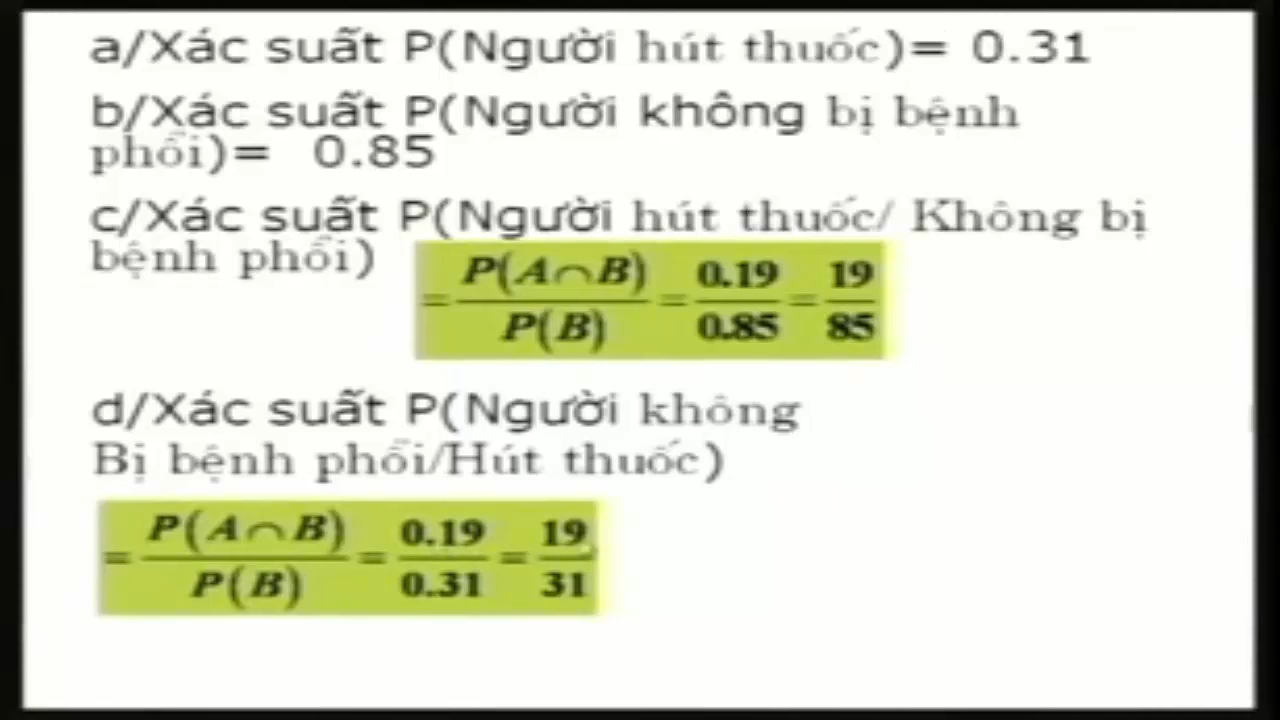 a/Xác suất P(Người hút thuốc)= 0.31
b/Xác suất P(Người không bị bệnh
phổi)= 0.85
c/Xác suất P(Người hút thuốc/ Không bị
bệnh phổi)
= P(A∩B) / P(B) = 0.19 / 0.85 = 19 / 85
d/Xác suất P(Người không
Bị bệnh phổi/Hút thuốc)
= P(A∩B) / P(B) = 0.19 / 0.31 = 19 / 31